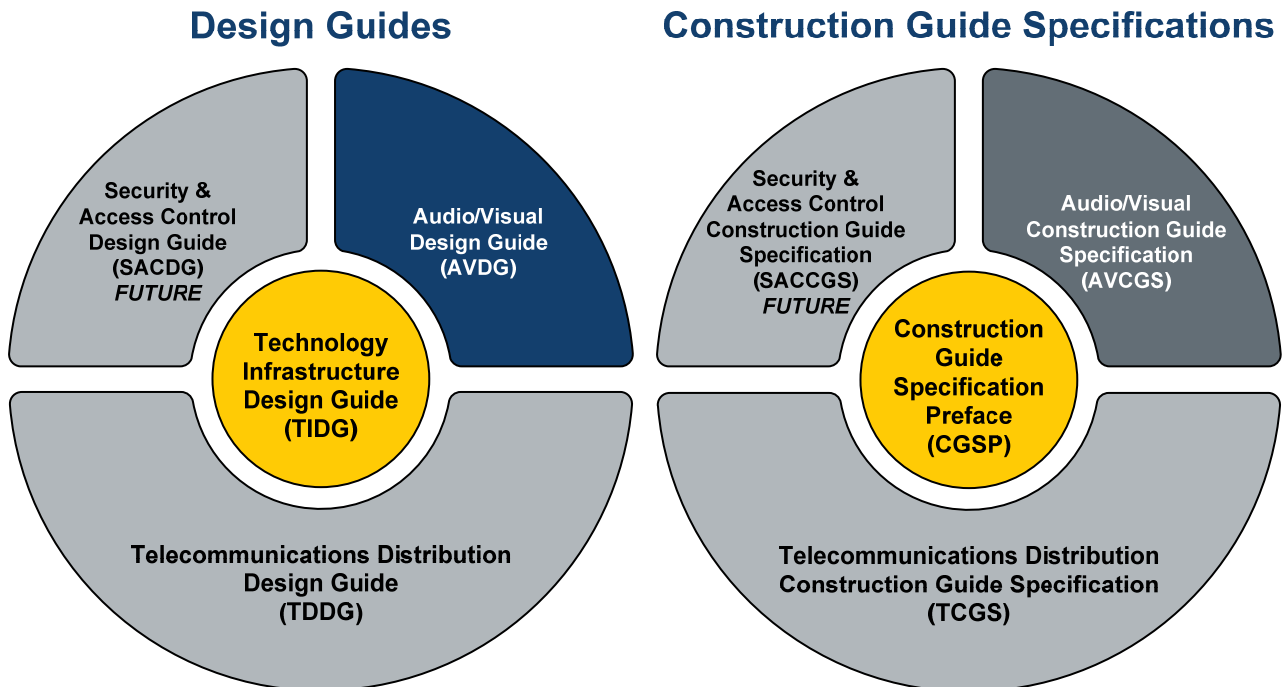 Design Guides
Security &
Access Control
Design Guide
(SACDG)
FUTURE
Audio/Visual
Design Guide
(AVDG)
Technology
Infrastructure
Design Guide
(TIDG)
Telecommunications Distribution
Design Guide
(TDDG)
Construction Guide Specifications
Security &
Access Control
Construction Guide
Specification
(SACCGS)
FUTURE
Audio/Visual
Construction Guide
Specification
(AVCGS)
Construction
Guide
Specification
Preface
(CGSP)
Telecommunications Distribution
Construction Guide Specification
(TCGS)